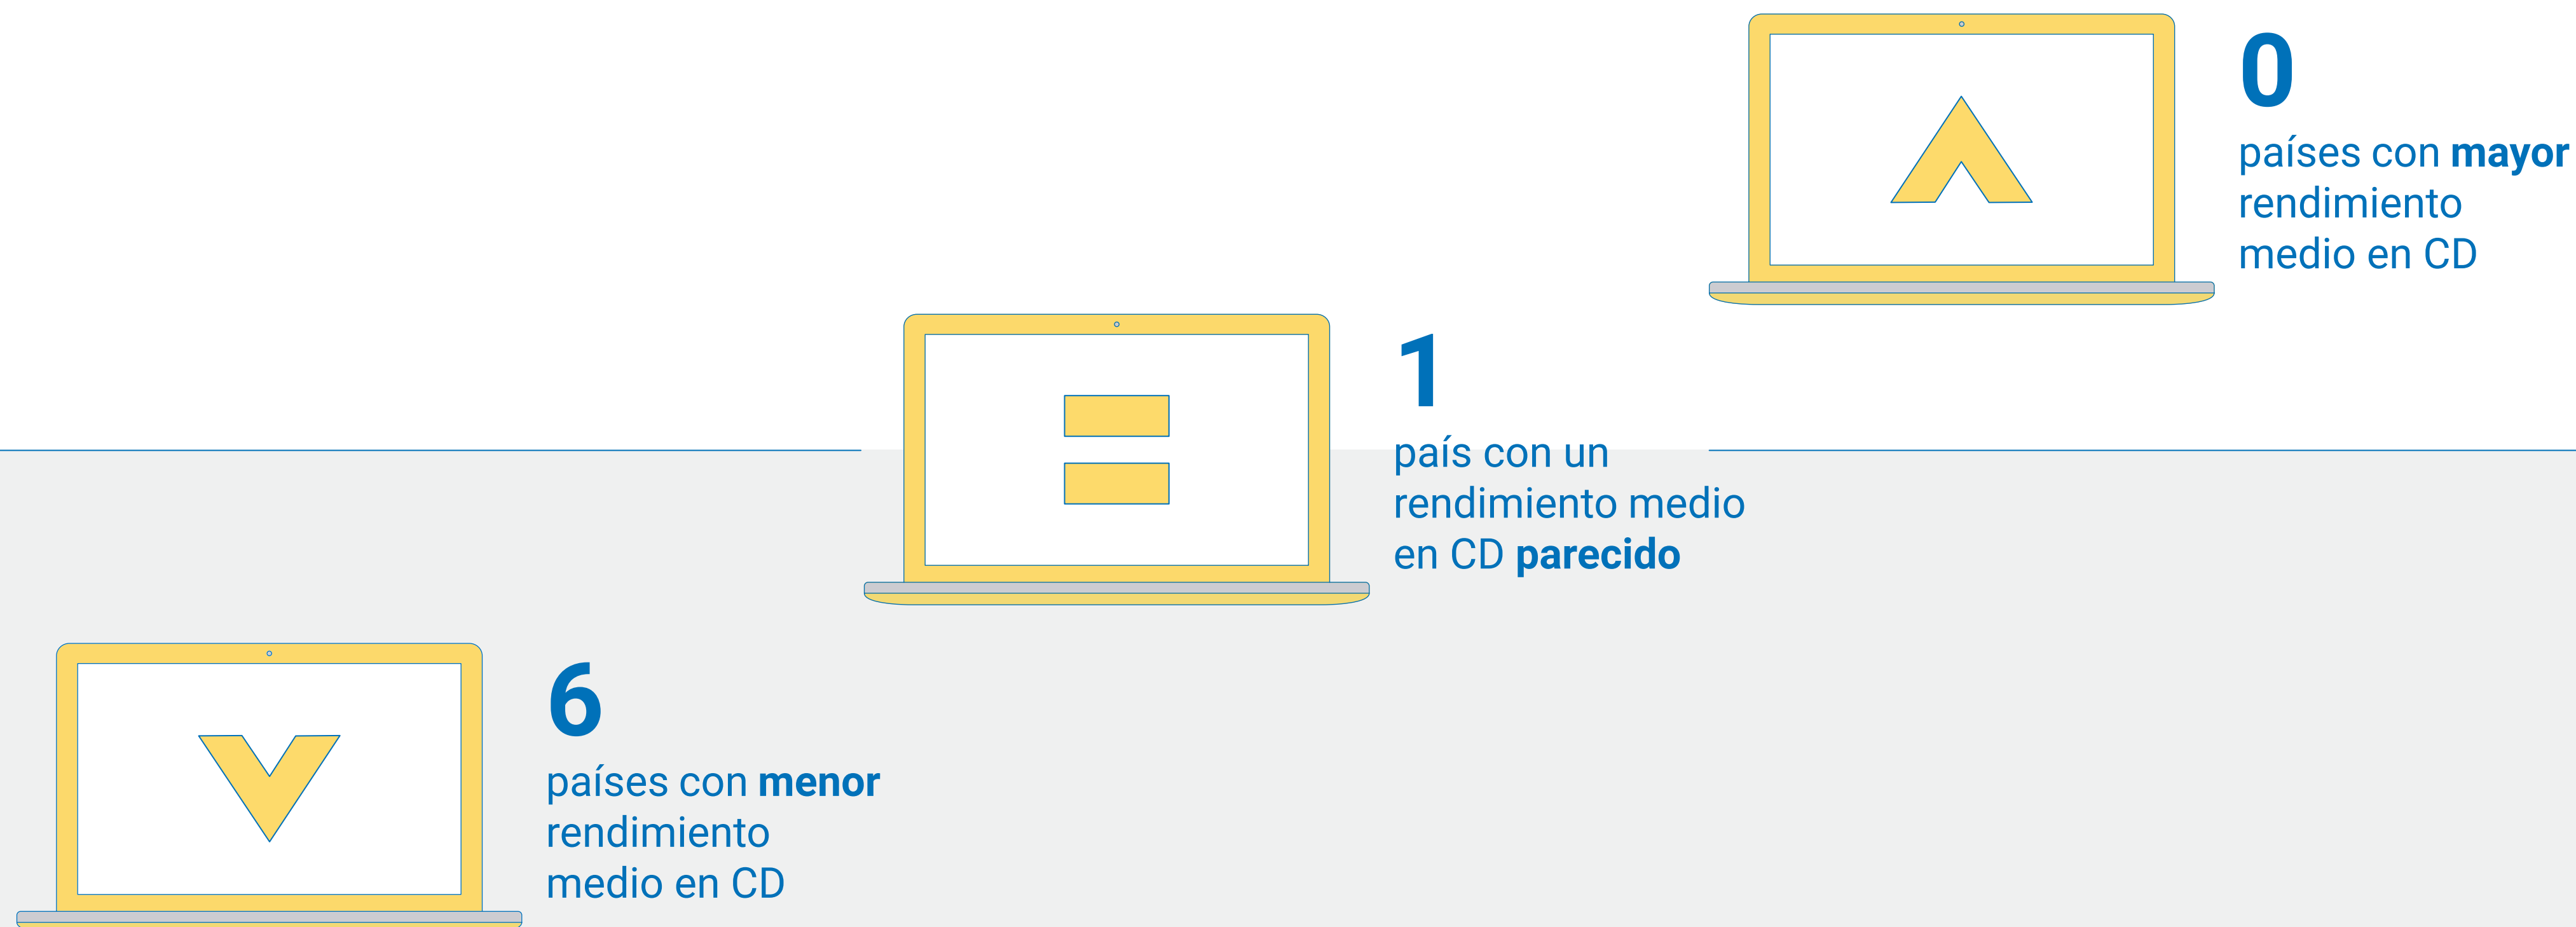 0
países con mayor
rendimiento
medio en CD
1
país con un
rendimiento medio
en CD parecido
6
países con menor
rendimiento
medio en CD